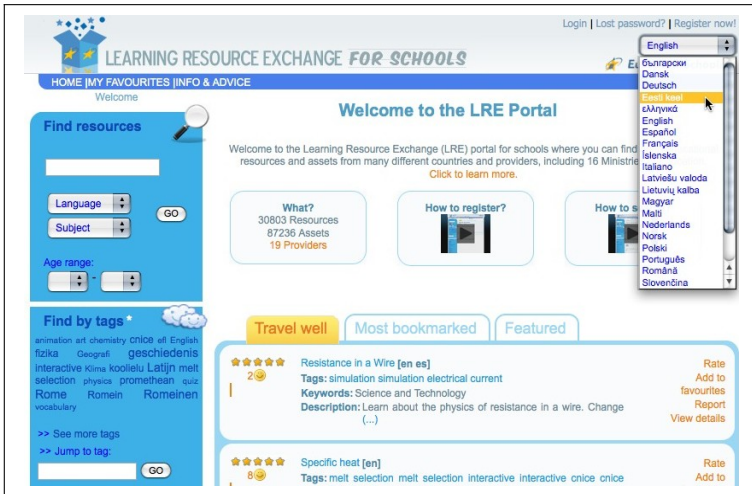 Login | Lost password? | Register now!
English
LEARNING RESOURCE EXCHANGE FOR SCHOOLS
HOME |MY FAVOURITES |INFO & ADVICE
Welcome
Find resources
Language
Subject
GO
Age range:
-
Find by tags *
animation art chemistry cnice efl English
fizika Geografi geschiedenis
interactive Klima koolielu Latijn melt
selection physics promethean quiz
Rome Romein Romeinen
vocabulary
>> See more tags
>> Jump to tag:
GO
Welcome to the LRE Portal
Welcome to the Learning Resource Exchange (LRE) portal for schools where you can find
resources and assets from many different countries and providers, including 16 Ministrie
Click to learn more.
What?
30803 Resources
87236 Assets
19 Providers
How to register?
How to s
български
Dansk
Deutsch
Eesti keel
ελληνικά
English
Español
Français
Íslenska
Italiano
Latviešu valoda
Lietuvių kalba
Magyar
Malti
Nederlands
Norsk
Polski
Português
Română
Slovenčina
Travel well
Most bookmarked
Featured
Resistance in a Wire [en es]
2
Tags: simulation simulation electrical current
Keywords: Science and Technology
Description: Learn about the physics of resistance in a wire. Change
(...)
Rate
Add to
favourites
Report
View details
Specific heat [en]
8
Tags: melt melt selection interactive interactive cnice cnice
Rate
Add to